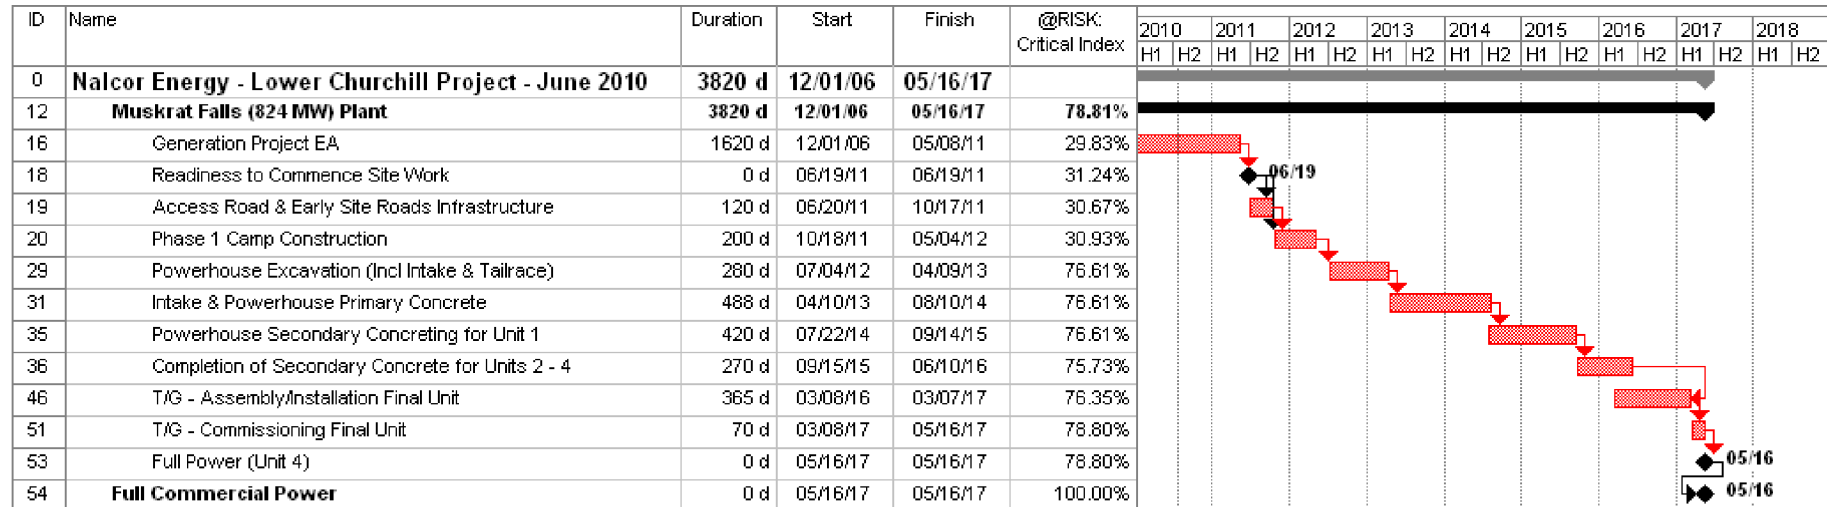 ID Name Duration Start Finish @RISK: Critical Index 2010 2011 2012 2013 2014 2015 2016 2017 2018
H1 H2 H1 H2 H1 H2 H1 H2 H1 H2 H1 H2 H1 H2 H1 H2 H1 H2
0 Nalcor Energy - Lower Churchill Project - June 2010 3820 d 12/01/06 05/16/17
12 Muskrat Falls (824 MW) Plant 3820 d 12/01/06 05/16/17 78.81%
16 Generation Project EA 1620 d 12/01/06 05/08/11 29.83%
18 Readiness to Commence Site Work 0 d 06/19/11 06/19/11 31.24% 06/19
19 Access Road & Early Site Roads Infrastructure 120 d 06/20/11 10/17/11 30.67%
20 Phase 1 Camp Construction 200 d 10/18/11 05/04/12 30.93%
29 Powerhouse Excavation (Incl Intake & Tailrace) 280 d 07/04/12 04/09/13 76.61%
31 Intake & Powerhouse Primary Concrete 488 d 04/10/13 08/10/14 76.61%
35 Powerhouse Secondary Concreting for Unit 1 420 d 07/22/14 09/14/15 76.61%
36 Completion of Secondary Concrete for Units 2 - 4 270 d 09/15/15 06/10/16 75.73%
46 T/G - Assembly/Installation Final Unit 365 d 03/08/16 03/07/17 76.35%
51 T/G - Commissioning Final Unit 70 d 03/08/17 05/16/17 78.80%
53 Full Power (Unit 4) 0 d 05/16/17 05/16/17 78.80% 05/16
54 Full Commercial Power 0 d 05/16/17 05/16/17 100.00% 05/16